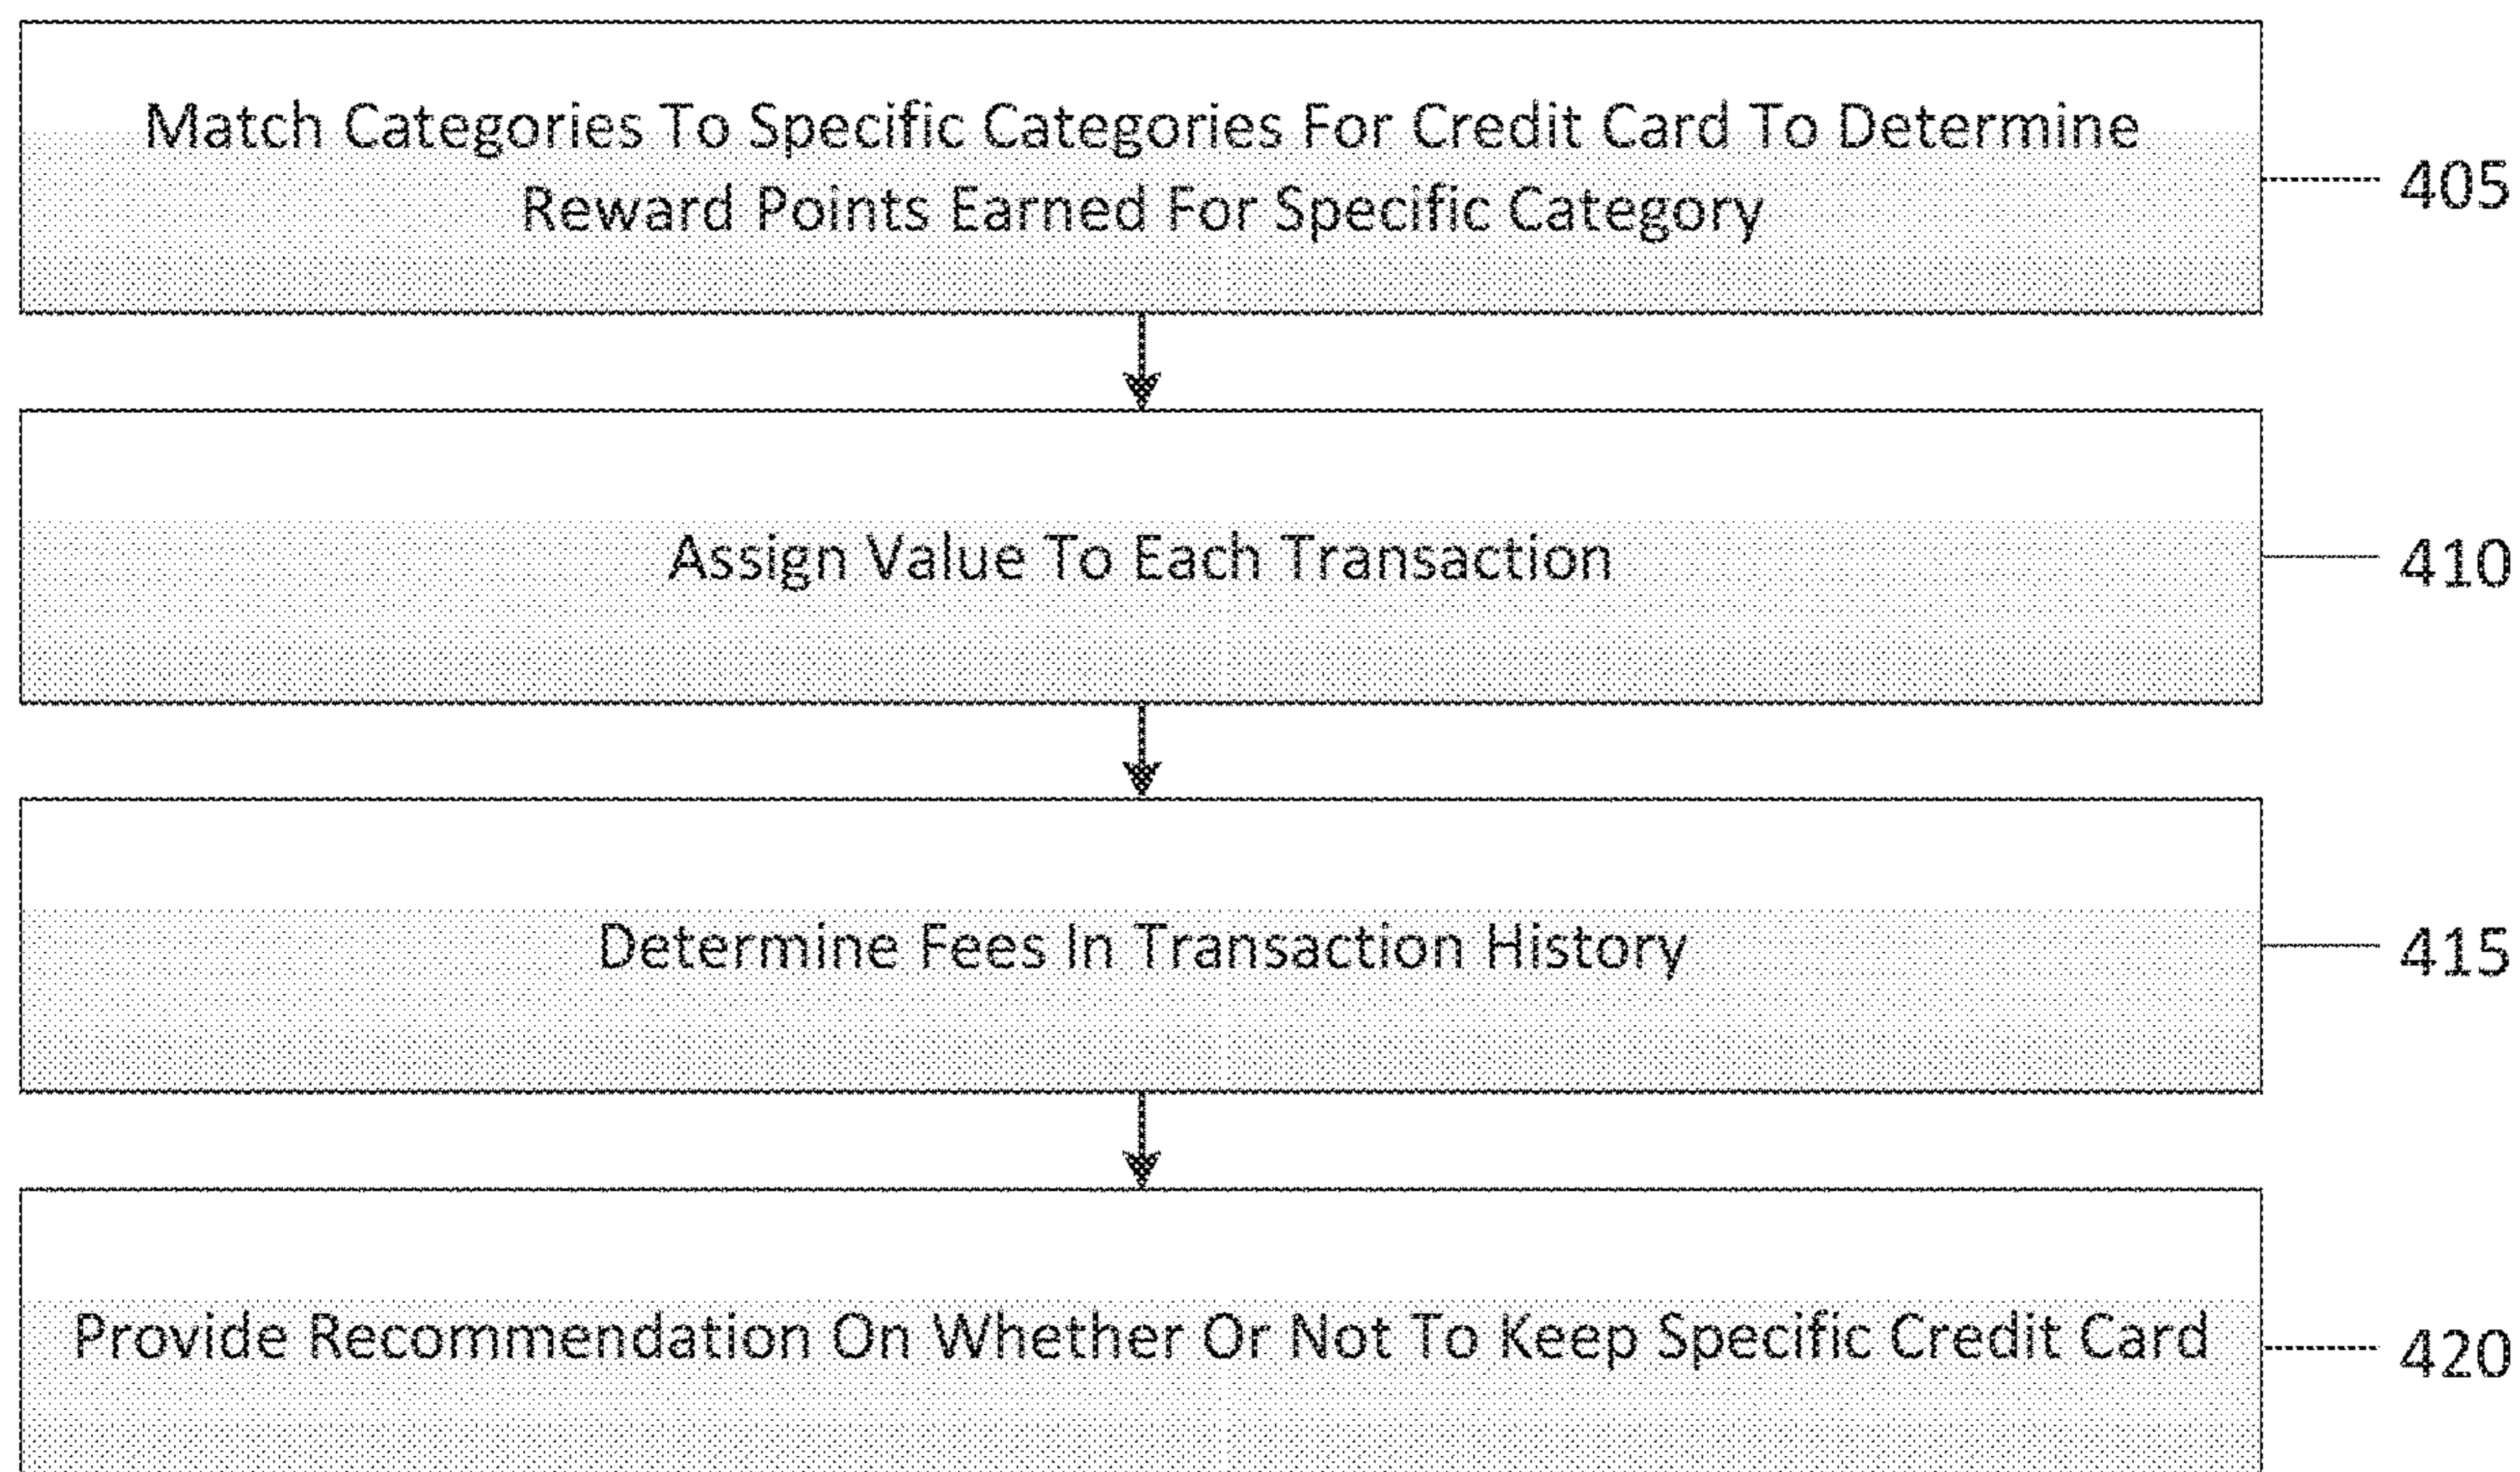 Match Categories To Specific Categories For Credit Card To Determine
Reward Points Earned For Specific Category
405
Assign Value To Each Transaction
410
Determine Fees In Transaction History
415
Provide Recommendation On Whether Or Not To Keep Specific Credit Card
420